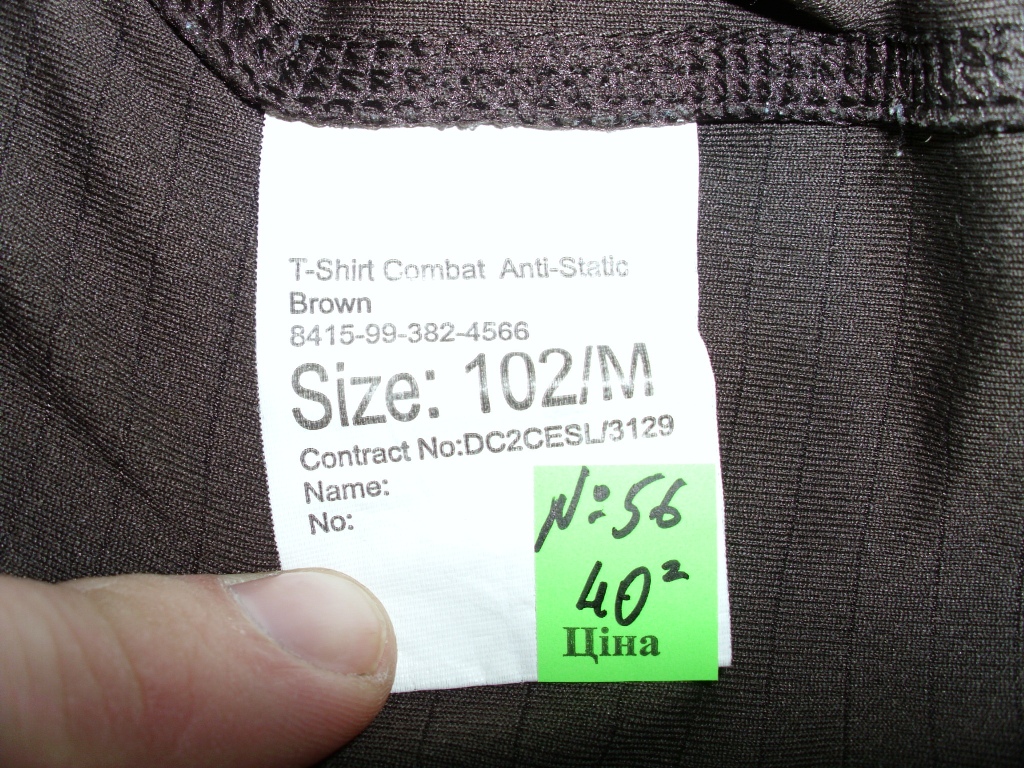 T-Shirt Combat Anti-Static
Brown
8415-99-382-4566
Size: 102/M
Contract No:DC2CESL/3129
Name:
No:
№ 56
40²
Ціна